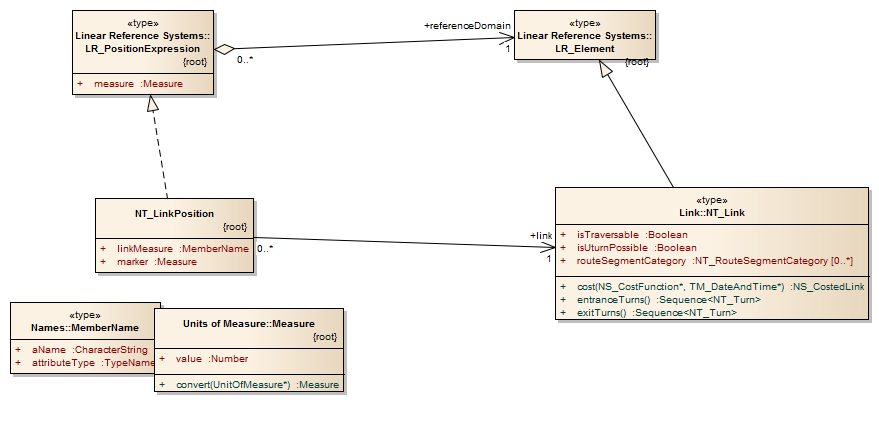 «type»
Linear Reference Systems::
LR_PositionExpression
{root}
+ measure :Measure
0..*
+referenceDomain
1
«type»
Linear Reference Systems::
LR_Element
{root}
NT_LinkPosition
{root}
+ linkMeasure :MemberName
+ marker :Measure
0..*
+link
1
«type»
Link::NT_Link
+ isTraversable :Boolean
+ isUturnPossible :Boolean
+ routeSegmentCategory :NT_RouteSegmentCategory [0..*]
+ cost(NS_CostFunction*, TM_DateAndTime*) :NS_CostedLink
+ entranceTurns() :Sequence<NT_Turn>
+ exitTurns() :Sequence<NT_Turn>
«type»
Names::MemberName
+ aName :CharacterString
+ attributeType :TypeName
Units of Measure::Measure
{root}
+ value :Number
+ convert(UnitOfMeasure*) :Measure